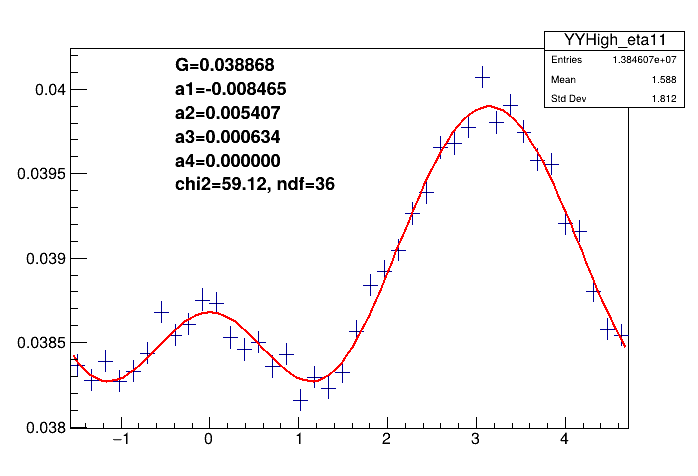 YYHigh_eta11
Entries 1.384607e+07
Mean 1.588
Std Dev 1.812
G=0.038868
a1=-0.008465
a2=0.005407
a3=0.000634
a4=0.000000
chi2=59.12, ndf=36
0.04
0.0395
0.039
0.0385
0.038
−1 0 1 2 3 4